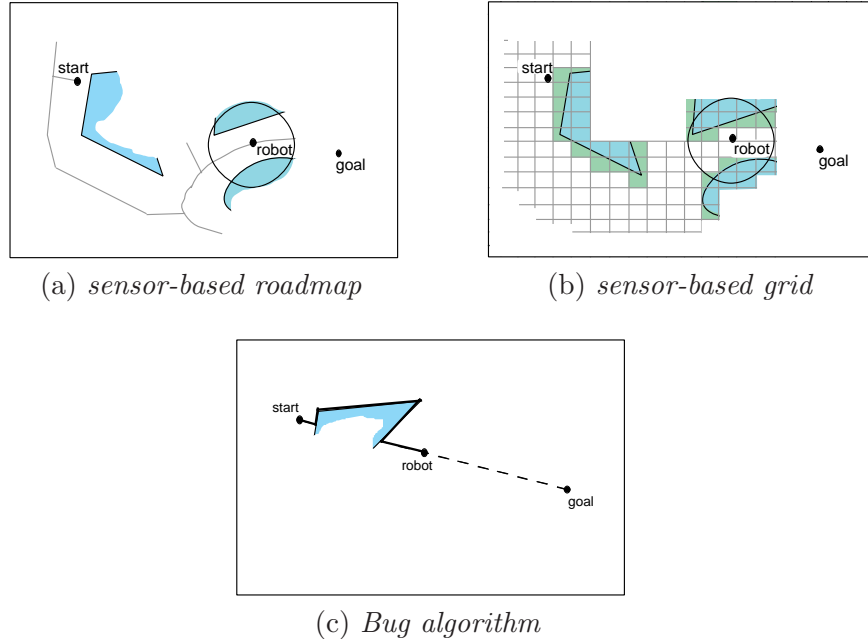 start
robot
goal
(a) sensor-based roadmap
start
robot
goal
(b) sensor-based grid
start
robot
goal
(c) Bug algorithm